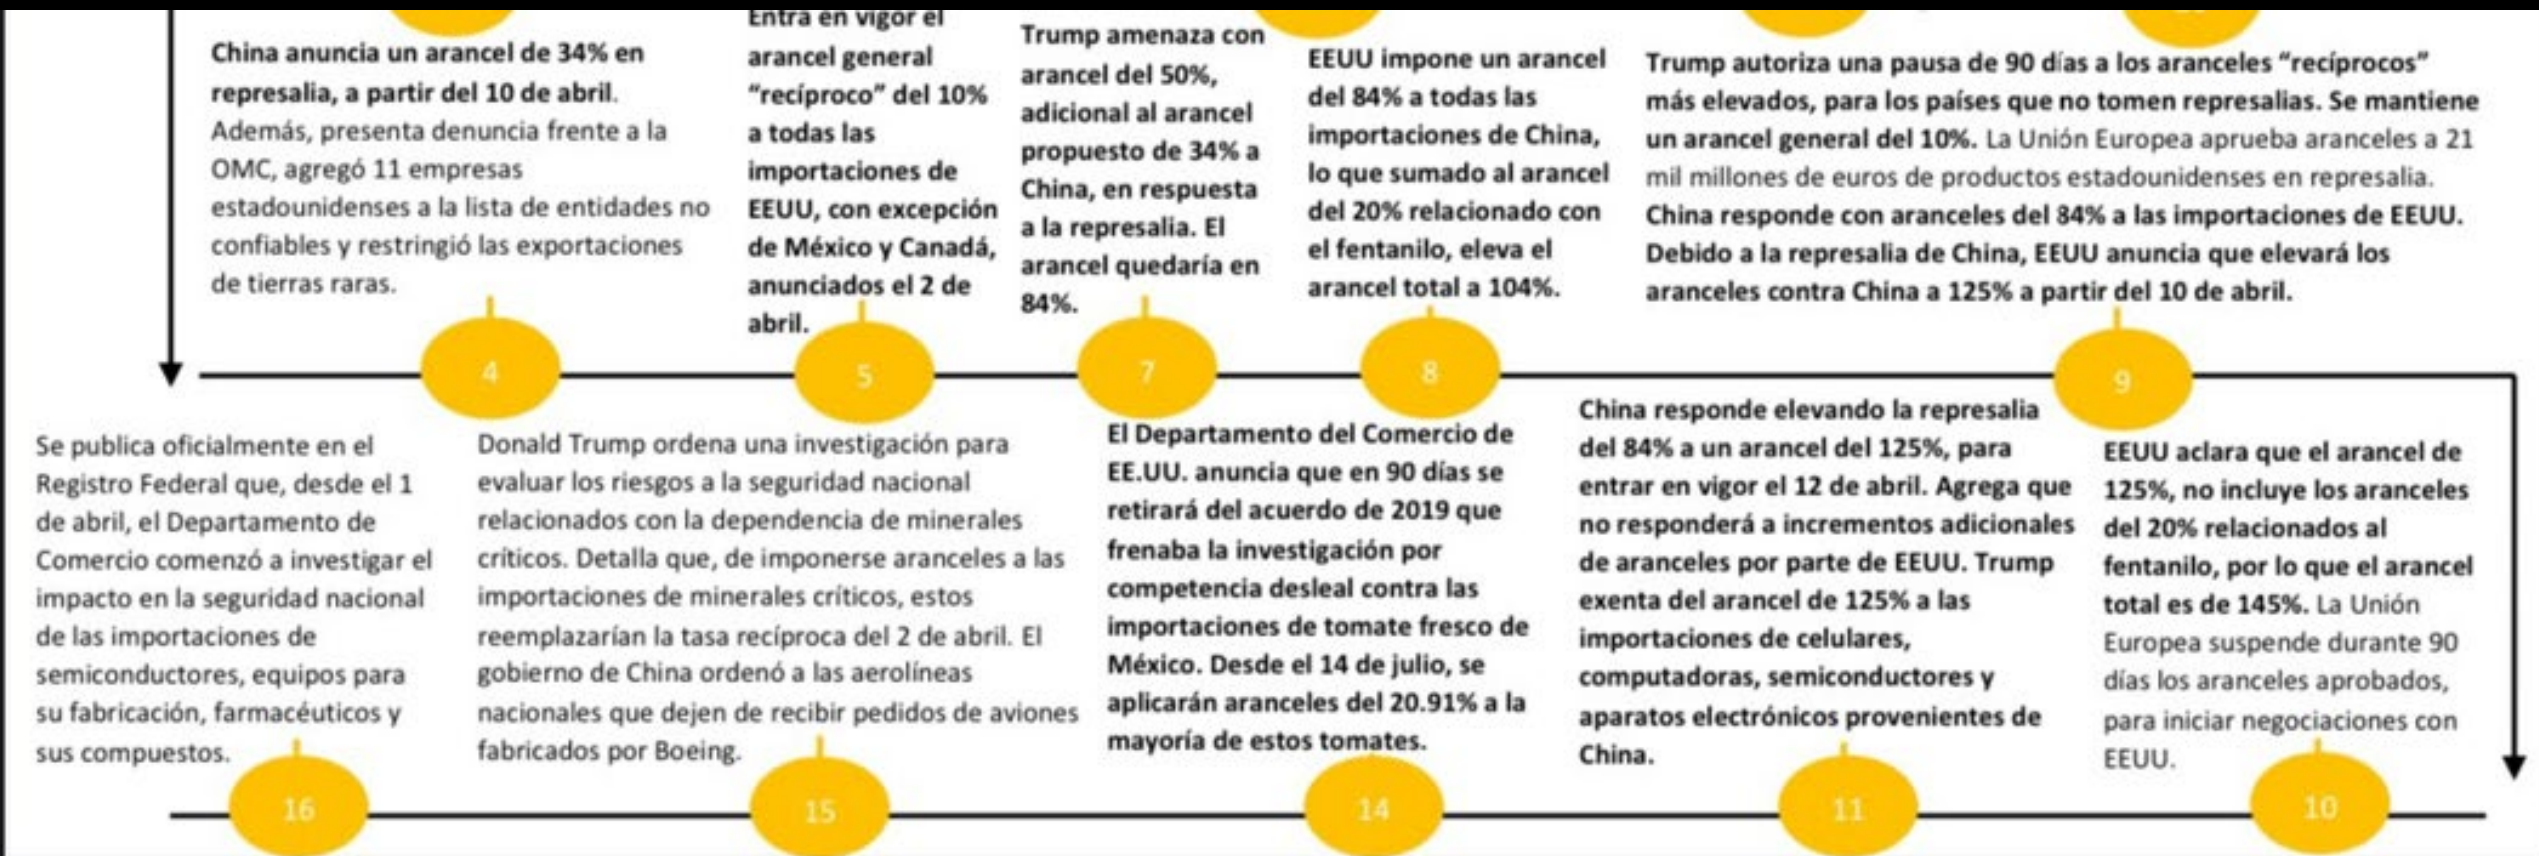 China anuncia un arancel de 34% en
represalia, a partir del 10 de abril.
Además, presenta denuncia frente a la
OMC, agregó 11 empresas
estadounidenses a la lista de entidades no
confiables y restringió las exportaciones
de tierras raras.
4
Entra en vigor el
arancel general
“recíproco” del 10%
a todas las
importaciones de
EEUU, con excepción
de México y Canadá,
anunciados el 2 de
abril.
5
Trump amenaza con
arancel del 50%,
adicional al arancel
propuesto de 34% a
China, en respuesta
a la represalia. El
arancel quedaría en
84%.
7
EEUU impone un arancel
del 84% a todas las
importaciones de China,
lo que sumado al arancel
del 20% relacionado con
el fentanilo, eleva el
arancel total a 104%.
8
Trump autoriza una pausa de 90 días a los aranceles “recíprocos”
más elevados, para los países que no tomen represalias. Se mantiene
un arancel general del 10%. La Unión Europea aprueba aranceles a 21
mil millones de euros de productos estadounidenses en represalia.
China responde con aranceles del 84% a las importaciones de EEUU.
Debido a la represalia de China, EEUU anuncia que elevará los
aranceles contra China a 125% a partir del 10 de abril.
9
Se publica oficialmente en el
Registro Federal que, desde el 1
de abril, el Departamento de
Comercio comenzó a investigar el
impacto en la seguridad nacional
de las importaciones de
semiconductores, equipos para
su fabricación, farmacéuticos y
sus compuestos.
16
Donald Trump ordena una investigación para
evaluar los riesgos a la seguridad nacional
relacionados con la dependencia de minerales
críticos. Detalla que, de imponerse aranceles a las
importaciones de minerales críticos, estos
reemplazarían la tasa recíproca del 2 de abril. El
gobierno de China ordenó a las aerolíneas
nacionales que dejen de recibir pedidos de aviones
fabricados por Boeing.
15
El Departamento del Comercio de
EE.UU. anuncia que en 90 días se
retirará del acuerdo de 2019 que
frenaba la investigación por
competencia desleal contra las
importaciones de tomate fresco de
México. Desde el 14 de julio, se
aplicarán aranceles del 20.91% a la
mayoría de estos tomates.
14
China responde elevando la represalia
del 84% a un arancel del 125%, para
entrar en vigor el 12 de abril. Agrega que
no responderá a incrementos adicionales
de aranceles por parte de EEUU. Trump
exenta del arancel de 125% a las
importaciones de celulares,
computadoras, semiconductores y
aparatos electrónicos provenientes de
China.
11
EEUU aclara que el arancel de
125%, no incluye los aranceles
del 20% relacionados al
fentanilo, por lo que el arancel
total es de 145%. La Unión
Europea suspende durante 90
días los aranceles aprobados,
para iniciar negociaciones con
EEUU.
10